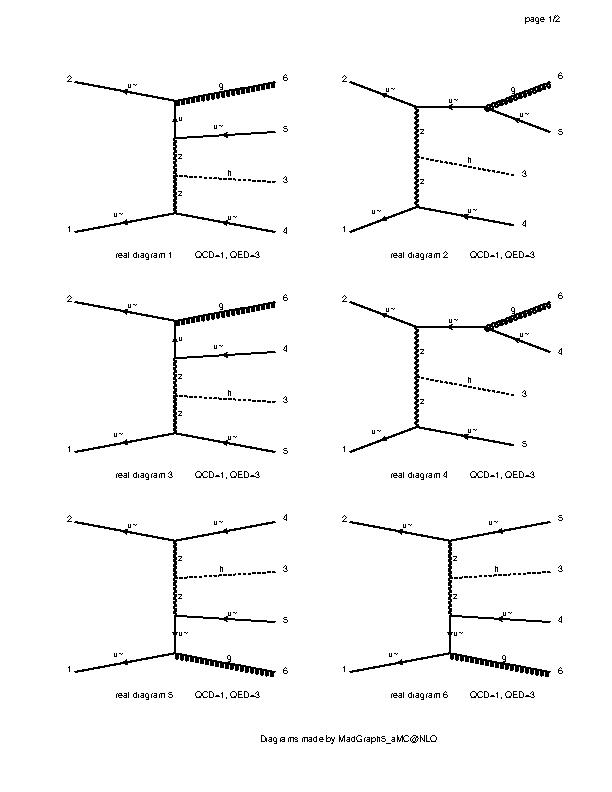 page 1/2
2 u~ g 6
u
u~ 5
z
h 3
z
1 u~ u~ 4
real diagram 1 QCD=1, QED=3
2 u~ u~ g 6
u~ 5
z
h 3
z
1 u~ u~ 4
real diagram 2 QCD=1, QED=3
2 u~ g 6
u
u~ 4
z
h 3
z
1 u~ u~ 5
real diagram 3 QCD=1, QED=3
2 u~ u~ g 6
u~ 4
z
h 3
z
1 u~ u~ 5
real diagram 4 QCD=1, QED=3
2 u~ u~ 4
z
h 3
z
u~ 5
u~
1 u~ g 6
real diagram 5 QCD=1, QED=3
2 u~ u~ 5
z
h 3
z
u~ 4
u~
1 u~ g 6
real diagram 6 QCD=1, QED=3
Diagrams made by MadGraph5_aMC@NLO